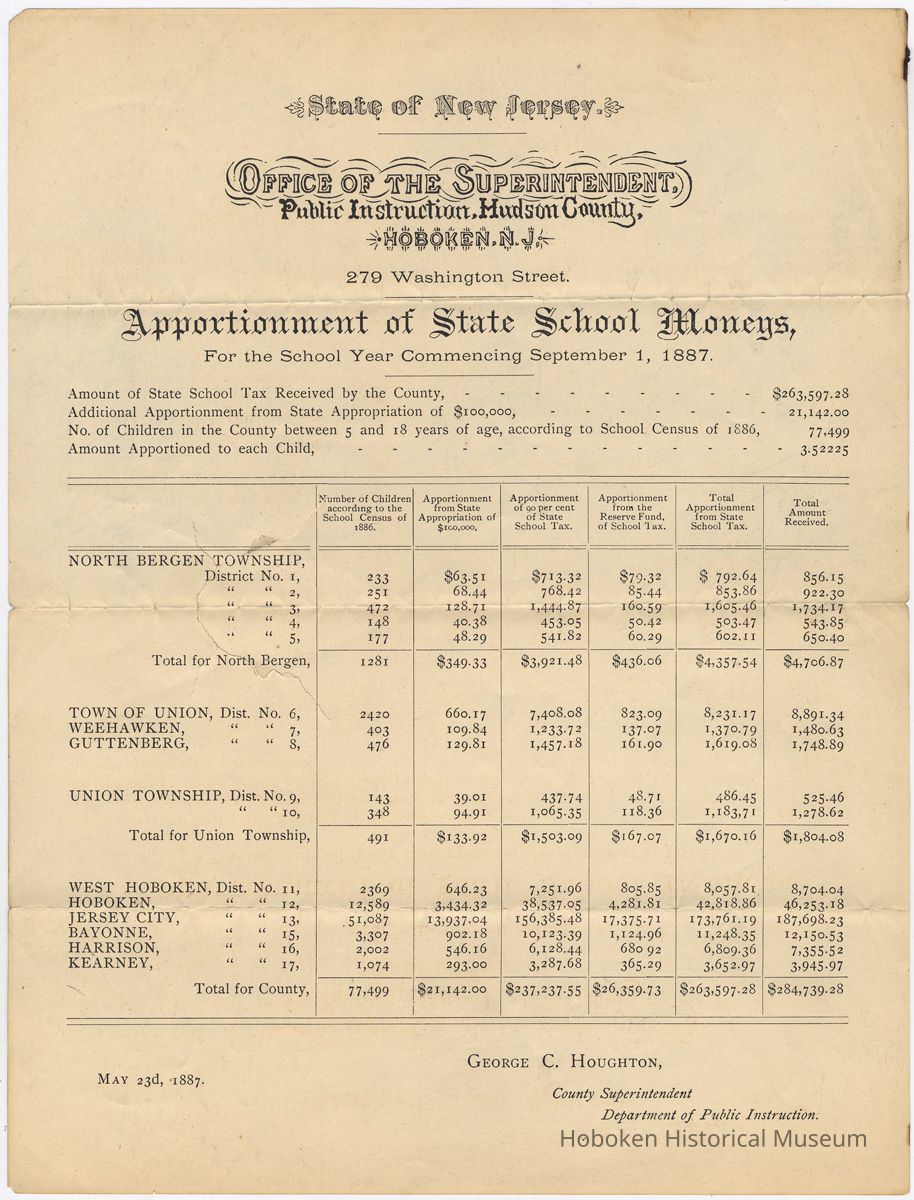 State of New Jersey.
OFFICE OF THE SUPERINTENDENT,
Public Instruction, Hudson County,
HOBOKEN, N. J.
279 Washington Street.
Apportionment of State School Moneys,
For the School Year Commencing September 1, 1887.
Amount of State School Tax Received by the County, - - - - - - - - - - $263,597.28
Additional Apportionment from State Appropriation of $100,000, - - - - - - - 21,142.00
No. of Children in the County between 5 and 18 years of age, according to School Census of 1886, 77,499
Amount Apportioned to each Child, - - - - - - - - - - - - - - 3.52225
Number of Children according to the School Census of 1886. Apportionment from State Appropriation of $100,000, Apportionment of 90 per cent of State School Tax. Apportionment from the Reserve Fund, of School Tax. Total Apportionment from State School Tax. Total Amount Received.
NORTH BERGEN TOWNSHIP,
District No. 1, 233 $63.51 $713.32 $79.32 $ 792.64 856.15
“ “ 2, 251 68.44 768.42 85.44 853.86 922.30
“ “ 3, 472 128.71 1,444.87 160.59 1,605.46 1,734.17
“ “ 4, 148 40.38 453.05 50.42 503.47 543.85
“ “ 5, 177 48.29 541.82 60.29 602.11 650.40
Total for North Bergen, 1281 $349.33 $3,921.48 $436.06 $4,357.54 $4,706.87
TOWN OF UNION, Dist. No. 6, 2420 660.17 7,408.08 823.09 8,231.17 8,891.34
WEEHAWKEN, “ “ 7, 403 109.84 1,233.72 137.07 1,370.79 1,480.63
GUTTENBERG, “ “ 8, 476 129.81 1,457.18 161.90 1,619.08 1,748.89
UNION TOWNSHIP, Dist. No. 9, 143 39.01 437.74 48.71 486.45 525.46
“ “ 10, 348 94.91 1,065.35 118.36 1,183,71 1,278.62
Total for Union Township, 491 $133.92 $1,503.09 $167.07 $1,670.16 $1,804.08
WEST HOBOKEN, Dist. No. 11, 2369 646.23 7,251.96 805.85 8,057.81 8,704.04
HOBOKEN, “ “ 12, 12,589 3,434.32 38,537.05 4,281.81 42,818.86 46,253.18
JERSEY CITY, “ “ 13, 51,087 13,937.04 156,385.48 17,375.71 173,761.19 187,698.23
BAYONNE, “ “ 15, 3,307 902.18 10,123.39 1,124.96 11,248.35 12,150.53
HARRISON, “ “ 16, 2,002 546.16 6,128.44 680 92 6,809.36 7,355.52
KEARNEY, “ “ 17, 1,074 293.00 3,287.68 365.29 3,652.97 3,945.97
Total for County, 77,499 $21,142.00 $237,237.55 $26,359.73 $263,597.28 $284,739.28
GEORGE C. HOUGHTON,
MAY 23d, 1887.
County Superintendent
Department of Public Instruction.
Hoboken Historical Museum